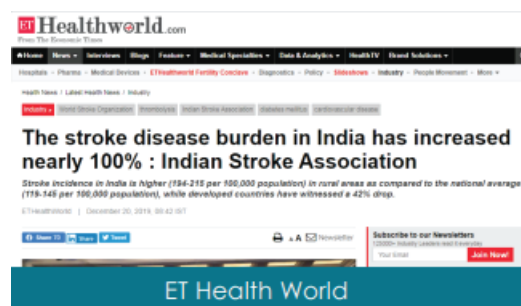 ET Healthworld.com
From The Economic Times
Home News Interviews Blogs Feature Medical Specialities Data & Analytics HealthTV Brand Solutions
Hospitals Pharma Medical Devices ETHealthworld Fertility Conclave Diagnostics Policy Slideshows Industry People Movement More
Health News / Latest Health News / Industry
Industry World Stroke Organization thrombolysis Indian Stroke Association diabetes mellitus cardiovascular disease
The stroke disease burden in India has increased
nearly 100% : Indian Stroke Association
Stroke incidence in India is higher (194-215 per 100,000 population) in rural areas as compared to the national average
(119-145 per 100,000 population), while developed countries have witnessed a 42% drop.
ETHealthWorld | December 20, 2019, 08:42 IST
Share Share Tweet A A Newsletter
Subscribe to our Newsletters
Industry Leaders read it everyday
Your Email Join Now!
ET Health World